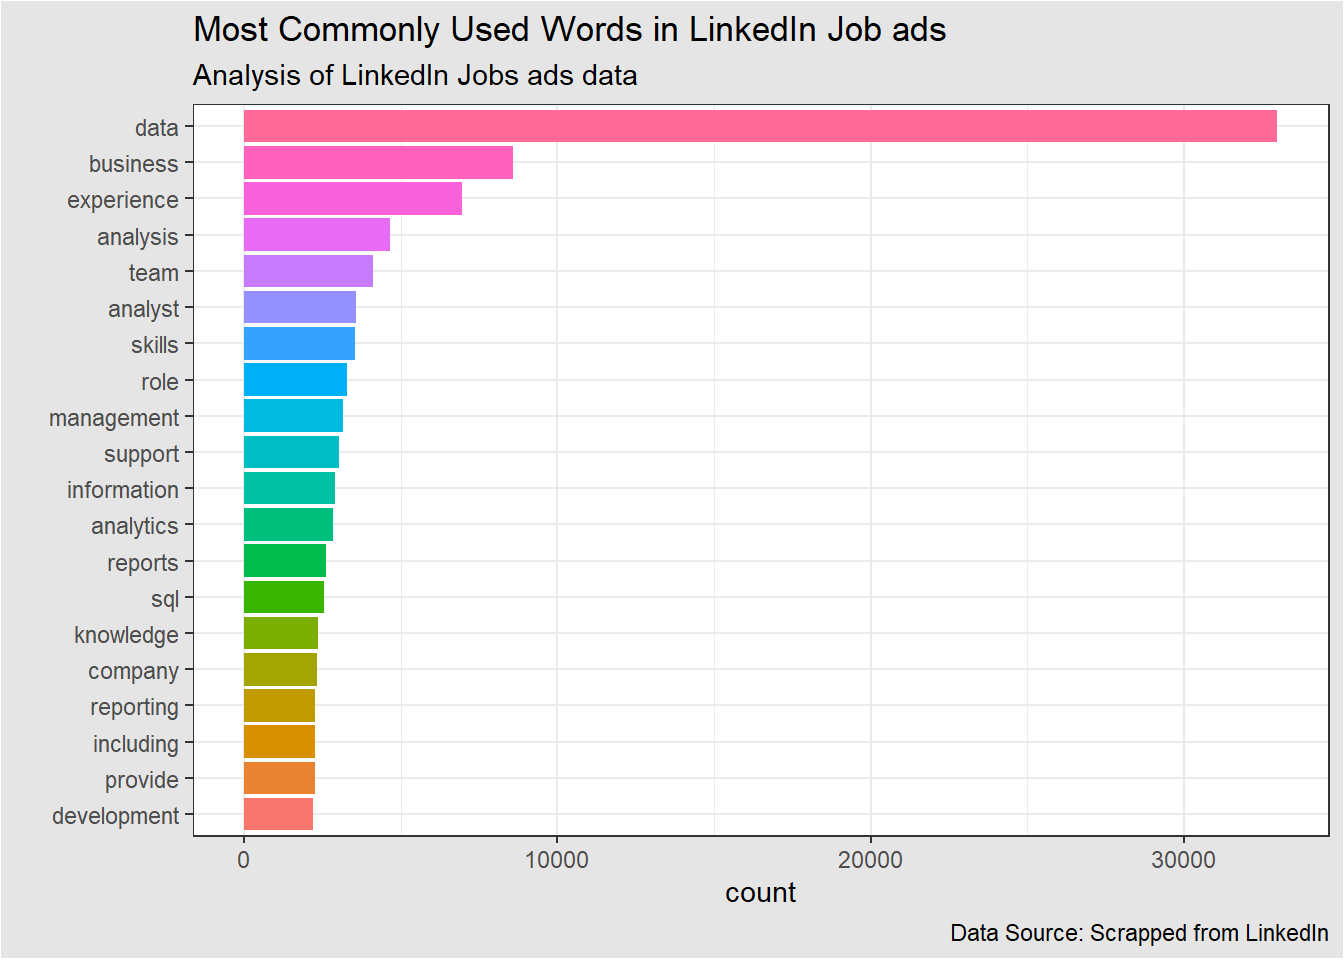 Most Commonly Used Words in LinkedIn Job ads
Analysis of LinkedIn Jobs ads data
data
business
experience
analysis
team
analyst
skills
role
management
support
information
analytics
reports
sql
knowledge
company
reporting
including
provide
development
0 10000 20000 30000
count
Data Source: Scrapped from LinkedIn